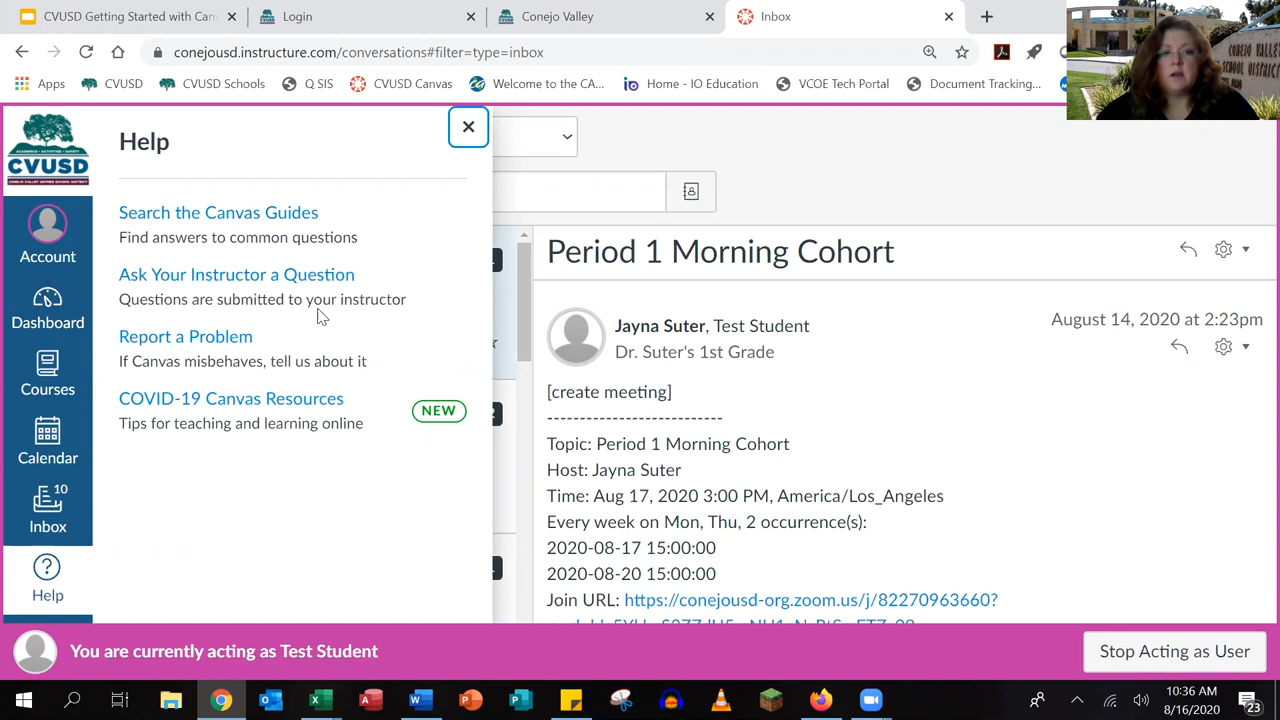 CVUSD Getting Started with Can
Login
Conejo Valley
Inbox
conejousd.instructure.com/conversations#filter=type=inbox
Apps
CVUSD
CVUSD Schools
Q SIS
CVUSD Canvas
Welcome to the CA...
Home - IO Education
VCOE Tech Portal
Document Tracking...
CVUSD
CONEJO VALLEY UNIFIED SCHOOL DISTRICT
Account
Dashboard
Courses
Calendar
10
Inbox
Help
Help
Search the Canvas Guides
Find answers to common questions
Ask Your Instructor a Question
Questions are submitted to your instructor
Report a Problem
If Canvas misbehaves, tell us about it
COVID-19 Canvas Resources
NEW
Tips for teaching and learning online
Period 1 Morning Cohort
Jayna Suter, Test Student
August 14, 2020 at 2:23pm
Dr. Suter's 1st Grade
[create meeting]
---------------------------
Topic: Period 1 Morning Cohort
Host: Jayna Suter
Time: Aug 17, 2020 3:00 PM, America/Los_Angeles
Every week on Mon, Thu, 2 occurrence(s):
2020-08-17 15:00:00
2020-08-20 15:00:00
Join URL: https://conejousd-org.zoom.us/j/82270963660?
You are currently acting as Test Student
Stop Acting as User
10:36 AM
8/16/2020
23